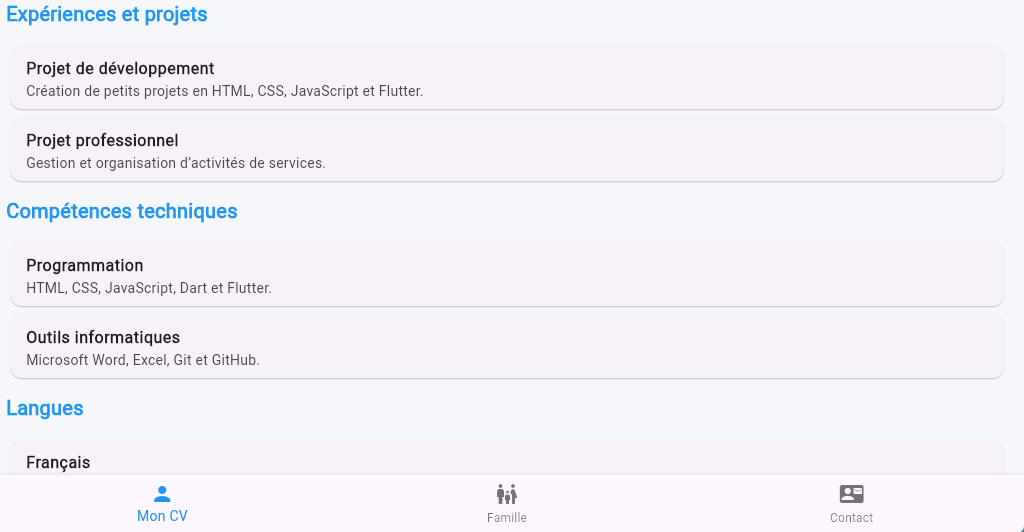 Expériences et projets
Projet de développement
Création de petits projets en HTML, CSS, JavaScript et Flutter.
Projet professionnel
Gestion et organisation d'activités de services.
Compétences techniques
Programmation
HTML, CSS, JavaScript, Dart et Flutter.
Outils informatiques
Microsoft Word, Excel, Git et GitHub.
Langues
Français
Mon CV
Famille
Contact